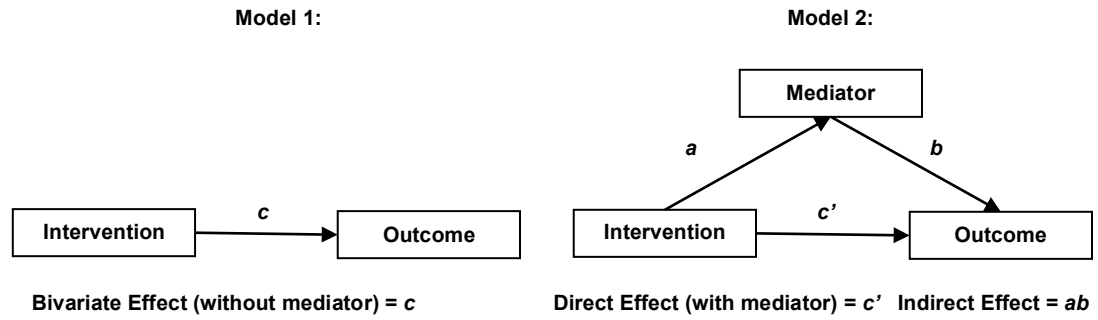 Model 1:
Model 2:
Mediator
a
b
Intervention
c
Outcome
Intervention
c’
Outcome
Bivariate Effect (without mediator) = c
Direct Effect (with mediator) = c’ Indirect Effect = ab